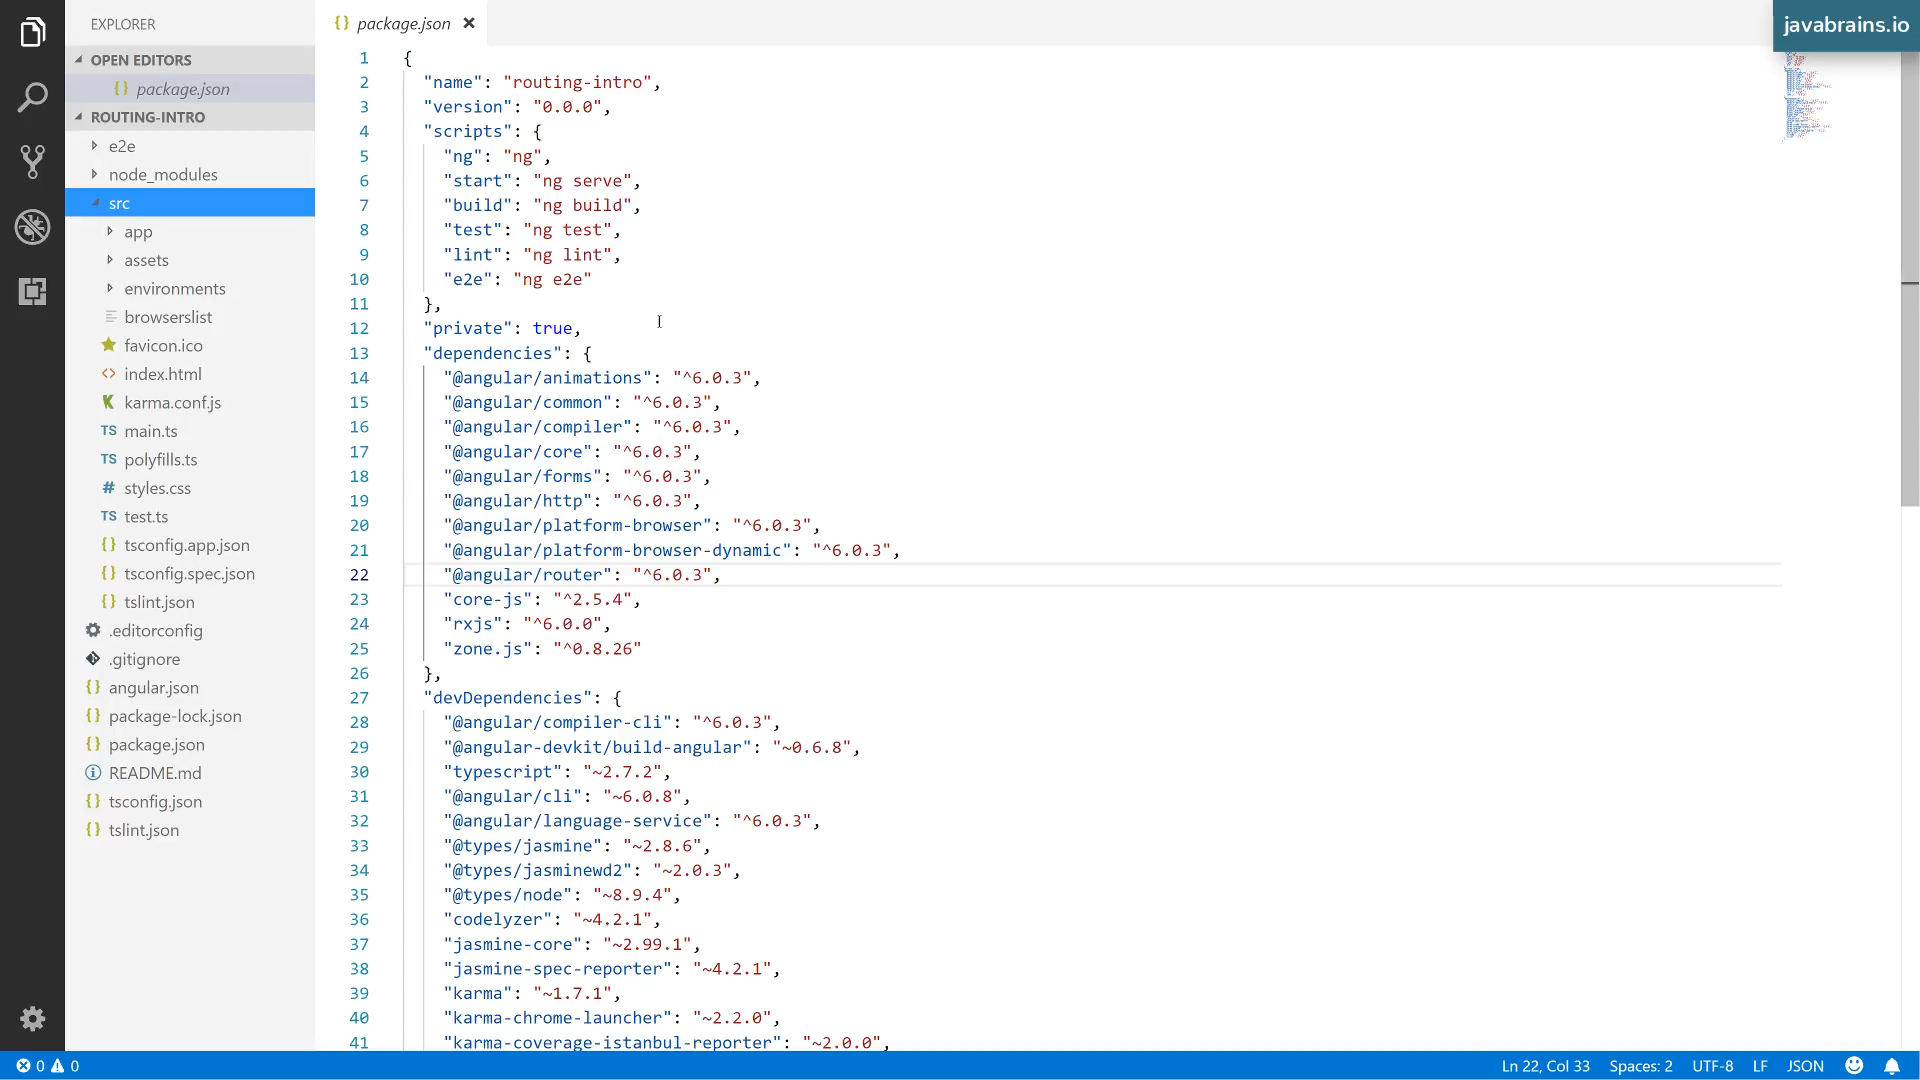 EXPLORER
OPEN EDITORS
package.json
ROUTING-INTRO
e2e
node_modules
src
app
assets
environments
browserslist
favicon.ico
index.html
karma.conf.js
TS main.ts
TS polyfills.ts
# styles.css
TS test.ts
{} tsconfig.app.json
{} tsconfig.spec.json
{} tslint.json
.editorconfig
.gitignore
{} angular.json
{} package-lock.json
{} package.json
README.md
{} tsconfig.json
{} tslint.json
{} package.json ×
javabrains.io
1 {
2 "name": "routing-intro",
3 "version": "0.0.0",
4 "scripts": {
5 "ng": "ng",
6 "start": "ng serve",
7 "build": "ng build",
8 "test": "ng test",
9 "lint": "ng lint",
10 "e2e": "ng e2e"
11 },
12 "private": true,
13 "dependencies": {
14 "@angular/animations": "^6.0.3",
15 "@angular/common": "^6.0.3",
16 "@angular/compiler": "^6.0.3",
17 "@angular/core": "^6.0.3",
18 "@angular/forms": "^6.0.3",
19 "@angular/http": "^6.0.3",
20 "@angular/platform-browser": "^6.0.3",
21 "@angular/platform-browser-dynamic": "^6.0.3",
22 "@angular/router": "^6.0.3",
23 "core-js": "^2.5.4",
24 "rxjs": "^6.0.0",
25 "zone.js": "^0.8.26"
26 },
27 "devDependencies": {
28 "@angular/compiler-cli": "^6.0.3",
29 "@angular-devkit/build-angular": "~0.6.8",
30 "typescript": "~2.7.2",
31 "@angular/cli": "~6.0.8",
32 "@angular/language-service": "^6.0.3",
33 "@types/jasmine": "~2.8.6",
34 "@types/jasminewd2": "~2.0.3",
35 "@types/node": "~8.9.4",
36 "codelyzer": "~4.2.1",
37 "jasmine-core": "~2.99.1",
38 "jasmine-spec-reporter": "~4.2.1",
39 "karma": "~1.7.1",
40 "karma-chrome-launcher": "~2.2.0",
41 "karma-coverage-istanbul-reporter": "~2.0.0",
0 0 Ln 22, Col 33 Spaces: 2 UTF-8 LF JSON